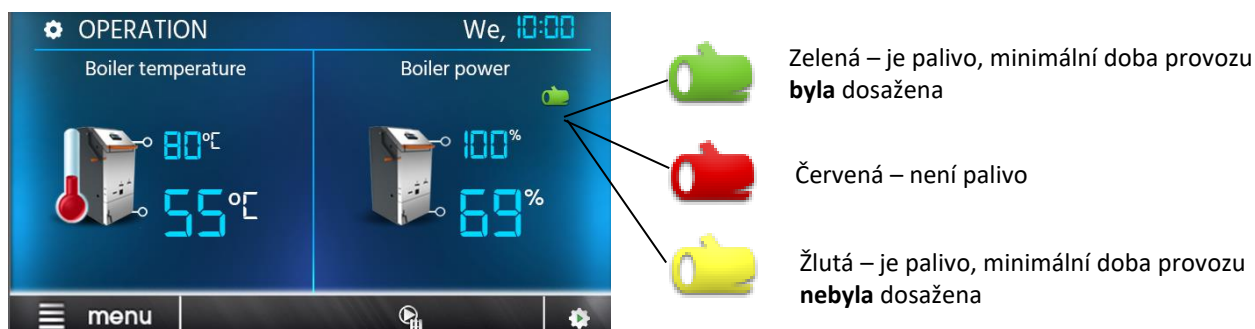 OPERATION
We, 10:00
Boiler temperature
Boiler power
80°C
100%
55°C
69%
menu
Zelená – je palivo, minimální doba provozu
byla dosažena
Červená – není palivo
Žlutá – je palivo, minimální doba provozu
nebyla dosažena